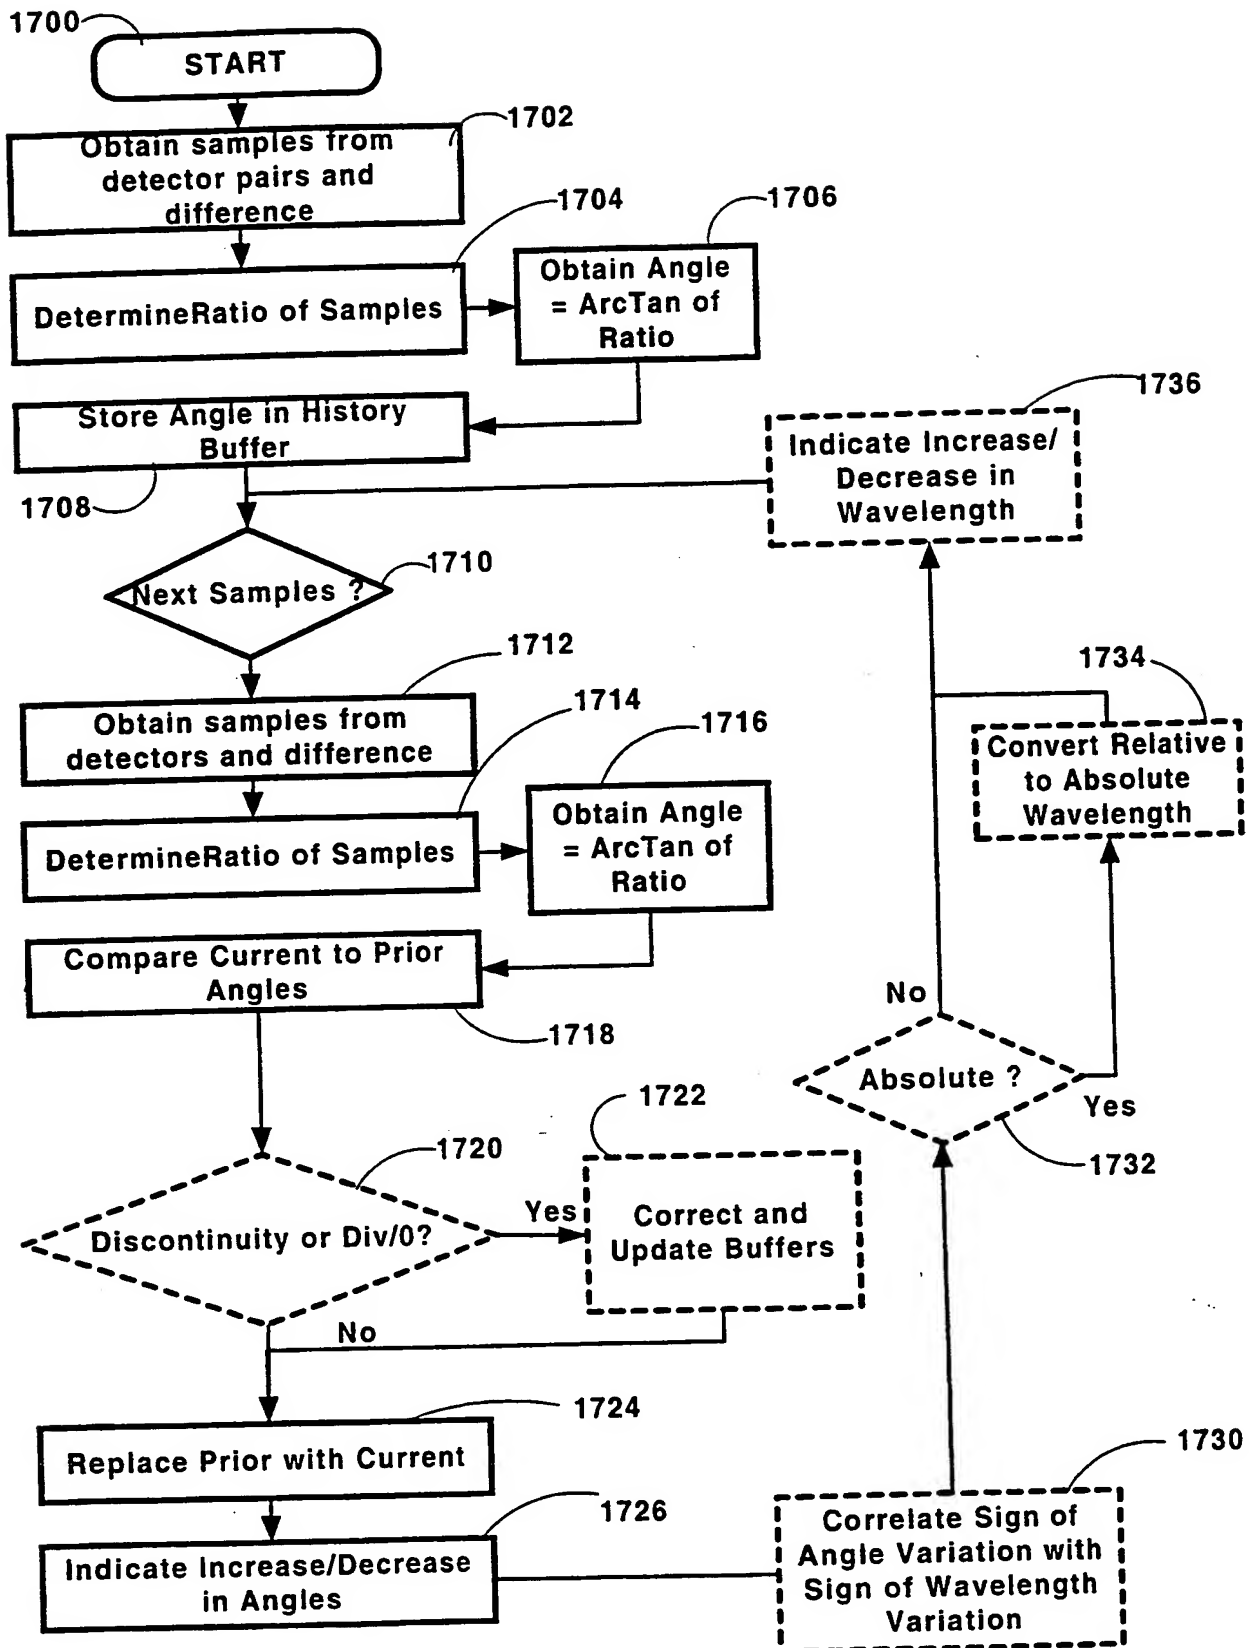 1700
START
1702
Obtain samples from
detector pairs and
difference
1704
1706
DetermineRatio of Samples
Obtain Angle
= ArcTan of
Ratio
Store Angle in History
Buffer
1708
1736
Indicate Increase/
Decrease in
Wavelength
Next Samples ?
1710
1712
Obtain samples from
detectors and difference
1714
1716
DetermineRatio of Samples
Obtain Angle
= ArcTan of
Ratio
1734
Convert Relative
to Absolute
Wavelength
Compare Current to Prior
Angles
1718
No
Absolute ?
Yes
1732
1720
Discontinuity or Div/0?
Yes
No
1722
Correct and
Update Buffers
1724
Replace Prior with Current
1726
Indicate Increase/Decrease
in Angles
1730
Correlate Sign of
Angle Variation with
Sign of Wavelength
Variation